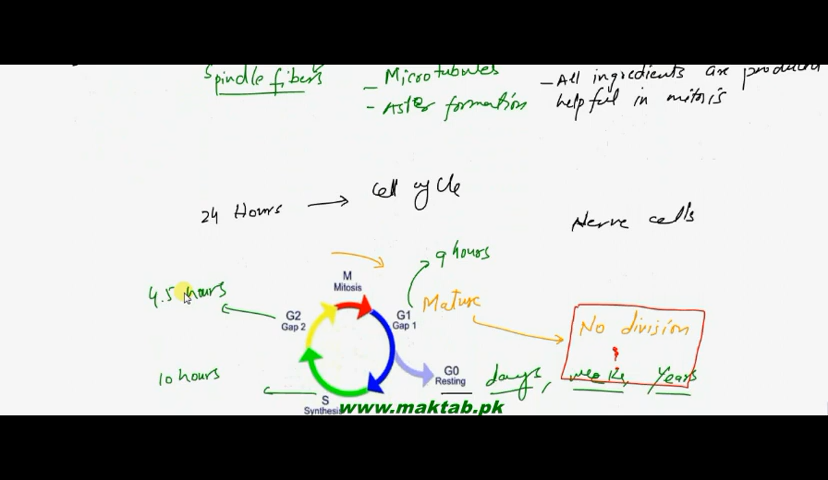 Spindle fibers
- Microtubules
- Aster formation
- All ingredients are produced
helpful in mitosis
24 Hours → cell cycle
Nerve cells
9 hours
4.5 hours
M
Mitosis
G2
Gap 2
G1
Gap 1
Mature
No division
10 hours
G0
Resting
days, weeks, Years
S
Synthesis
www.maktab.pk